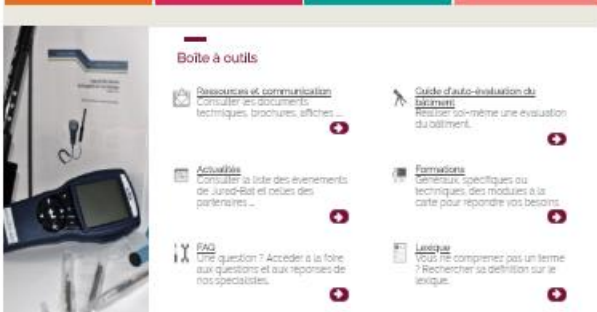 Boîte à outils
Ressources et communication
Consulter les documents
techniques, brochures, affiches ...
Actualités
Consulter la liste des évènements
de Jurad-Bat et celles des
partenaires ...
FAQ
Une question ? Accéder à la foire
aux questions et aux réponses de
nos spécialistes.
Guide d'auto-évaluation du
bâtiment
Réaliser soi-même une évaluation
du bâtiment.
Formations
Généraux, spécifiques ou
techniques, des modules à la
carte pour répondre vos besoins
Lexique
Vous ne comprenez pas un terme
? Rechercher sa définition sur le
lexique.